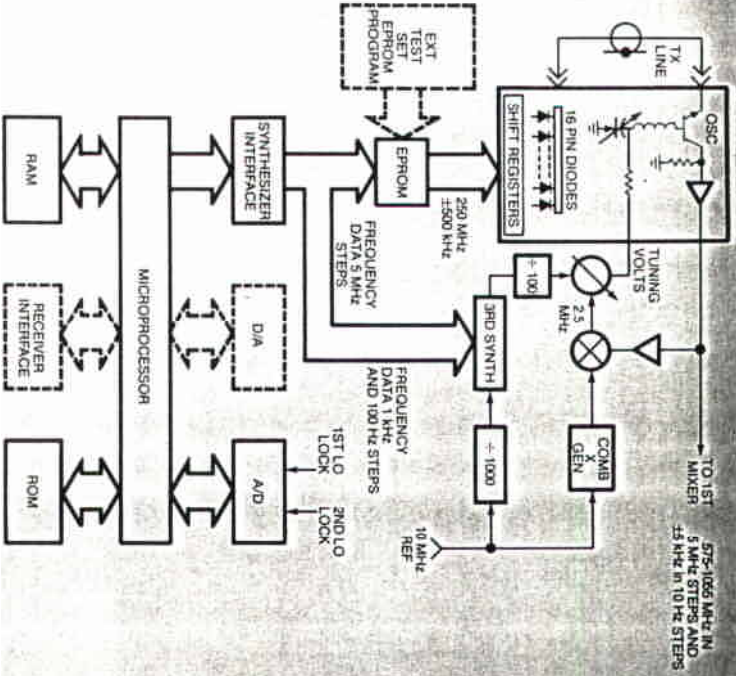 TO 1ST
MIXER
575-1055 MHz IN
5 MHz STEPS AND
±5 kHz in 10 Hz STEPS
TX
LINE
OSC
16 PIN DIODES
SHIFT REGISTERS
TUNING
VOLTS
2.5
MHz
COMB
X
GEN
10 MHz
REF
÷ 100
3RD SYNTH
÷ 1000
250 MHz
±500 kHz
EXT
TEST
SET
EPROM
PROGRAM
EPROM
FREQUENCY
DATA 5 MHz
STEPS
FREQUENCY
DATA 1 kHz
AND 100 Hz STEPS
1ST LO
LOCK
2ND LO
LOCK
SYNTHESIZER
INTERFACE
D/A
A/D
MICROPROCESSOR
RAM
RECEIVER
INTERFACE
ROM